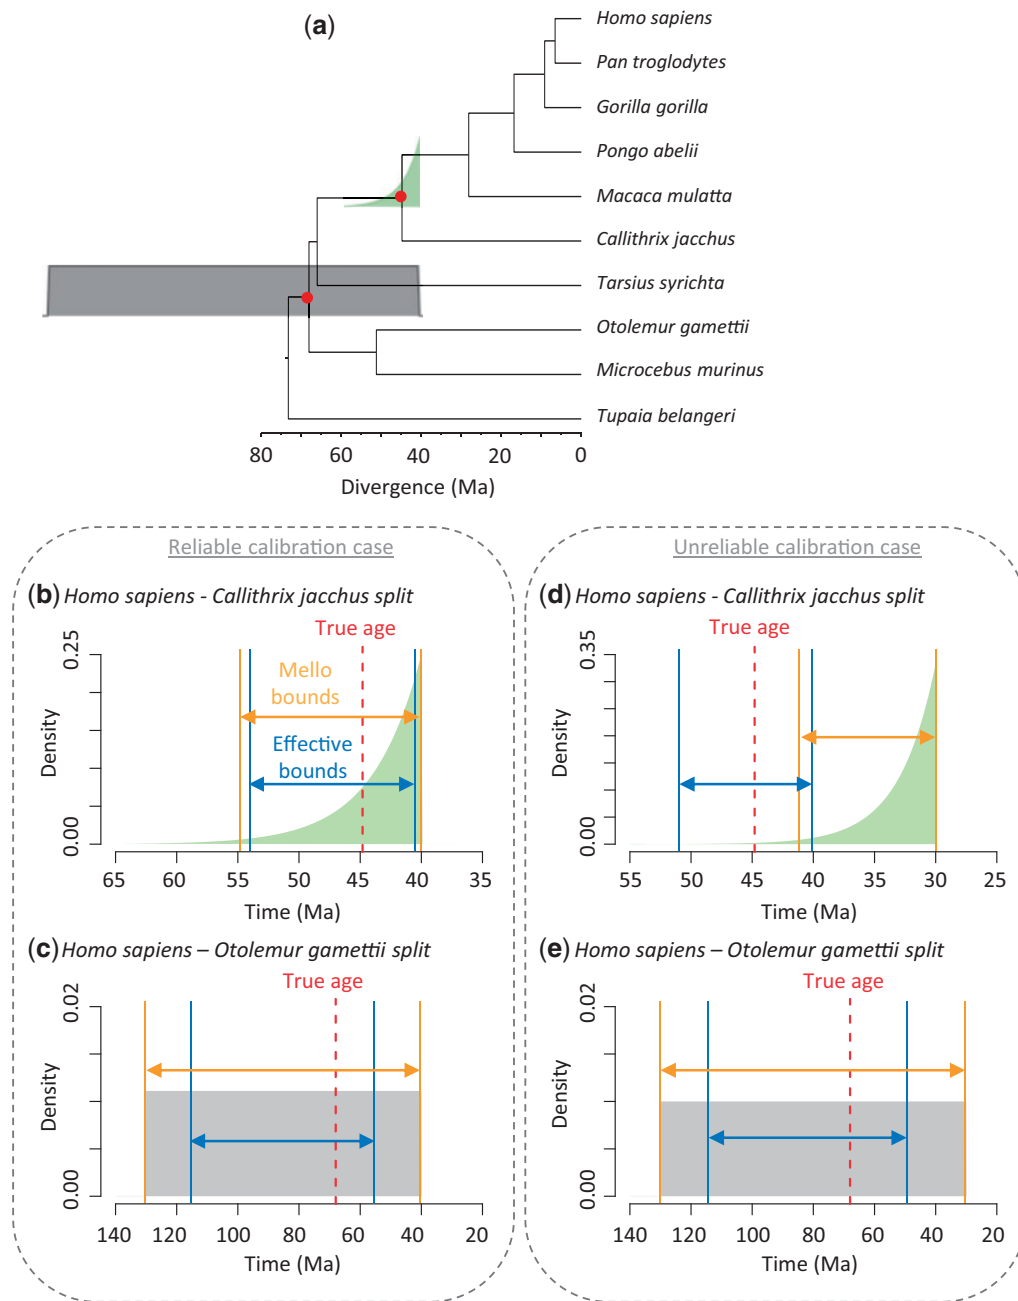 (a)
Homo sapiens
Pan troglodytes
Gorilla gorilla
Pongo abelii
Macaca mulatta
Callithrix jacchus
Tarsius syrichta
Otolemur gamettii
Microcebus murinus
Tupaia belangeri
80 60 40 20 0
Divergence (Ma)
Reliable calibration case
(b) Homo sapiens - Callithrix jacchus split
True age
Mello
bounds
Effective
bounds
0.25
0.00
Density
65 60 55 50 45 40 35
Time (Ma)
(c) Homo sapiens – Otolemur gamettii split
True age
0.02
0.00
Density
140 120 100 80 60 40 20
Time (Ma)
Unreliable calibration case
(d) Homo sapiens - Callithrix jacchus split
True age
0.35
0.00
Density
55 50 45 40 35 30 25
Time (Ma)
(e) Homo sapiens – Otolemur gamettii split
True age
0.02
0.00
Density
140 120 100 80 60 40 20
Time (Ma)